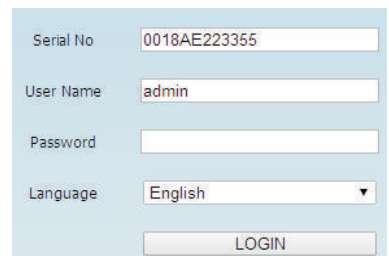 Serial No 0018AE223355
User Name admin
Password
Language English
LOGIN